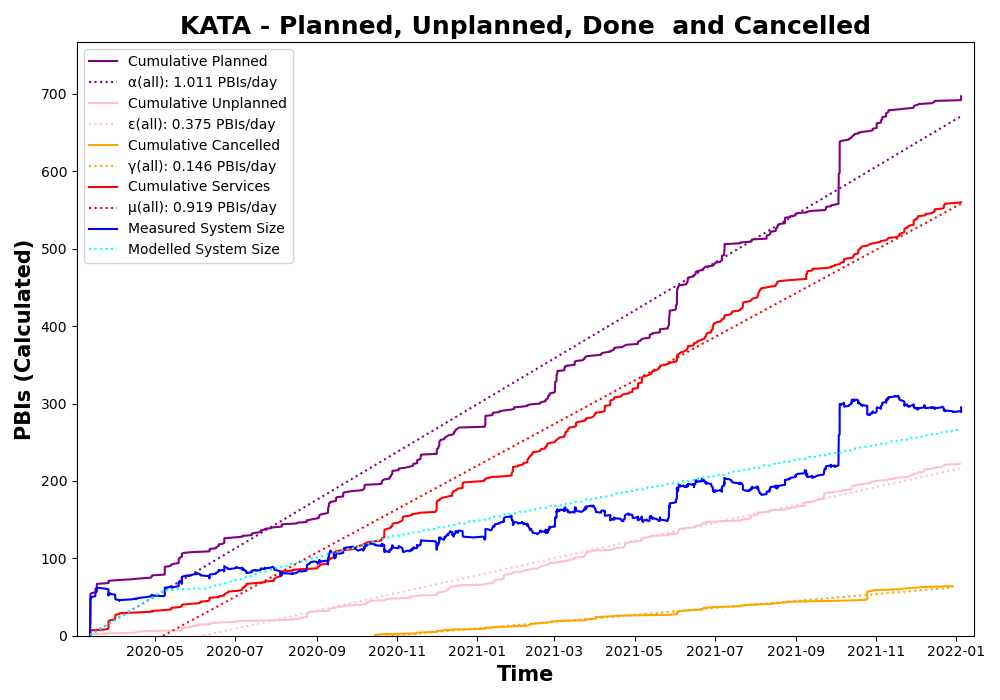 KATA - Planned, Unplanned, Done  and Cancelled
Cumulative Planned
α(all): 1.011 PBIs/day
Cumulative Unplanned
ε(all): 0.375 PBIs/day
Cumulative Cancelled
γ(all): 0.146 PBIs/day
Cumulative Services
μ(all): 0.919 PBIs/day
Measured System Size
Modelled System Size
PBIs (Calculated)
700
600
500
400
300
200
100
0
2020-05 2020-07 2020-09 2020-11 2021-01 2021-03 2021-05 2021-07 2021-09 2021-11 2022-01
Time